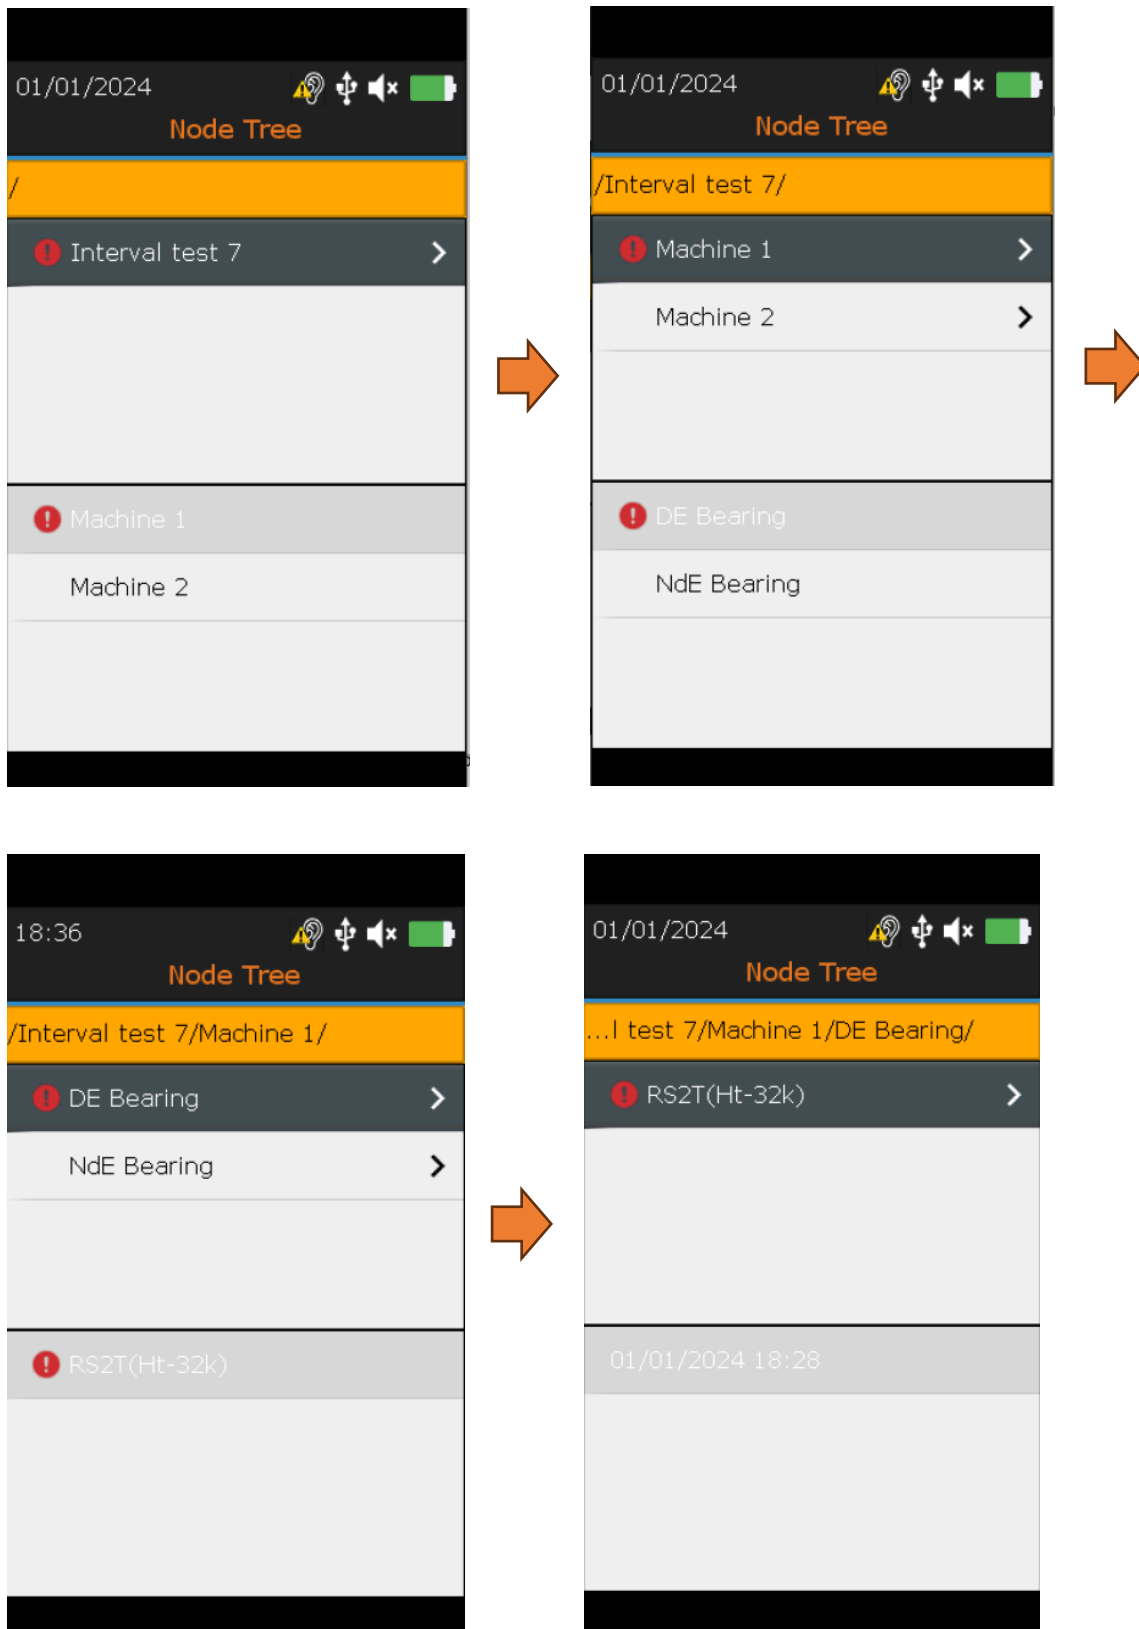 01/01/2024
Node Tree
/
Interval test 7
Machine 1
Machine 2
01/01/2024
Node Tree
/Interval test 7/
Machine 1
Machine 2
DE Bearing
NdE Bearing
18:36
Node Tree
/Interval test 7/Machine 1/
DE Bearing
NdE Bearing
RS2T(Ht-32k)
01/01/2024
Node Tree
...l test 7/Machine 1/DE Bearing/
RS2T(Ht-32k)
01/01/2024 18:28